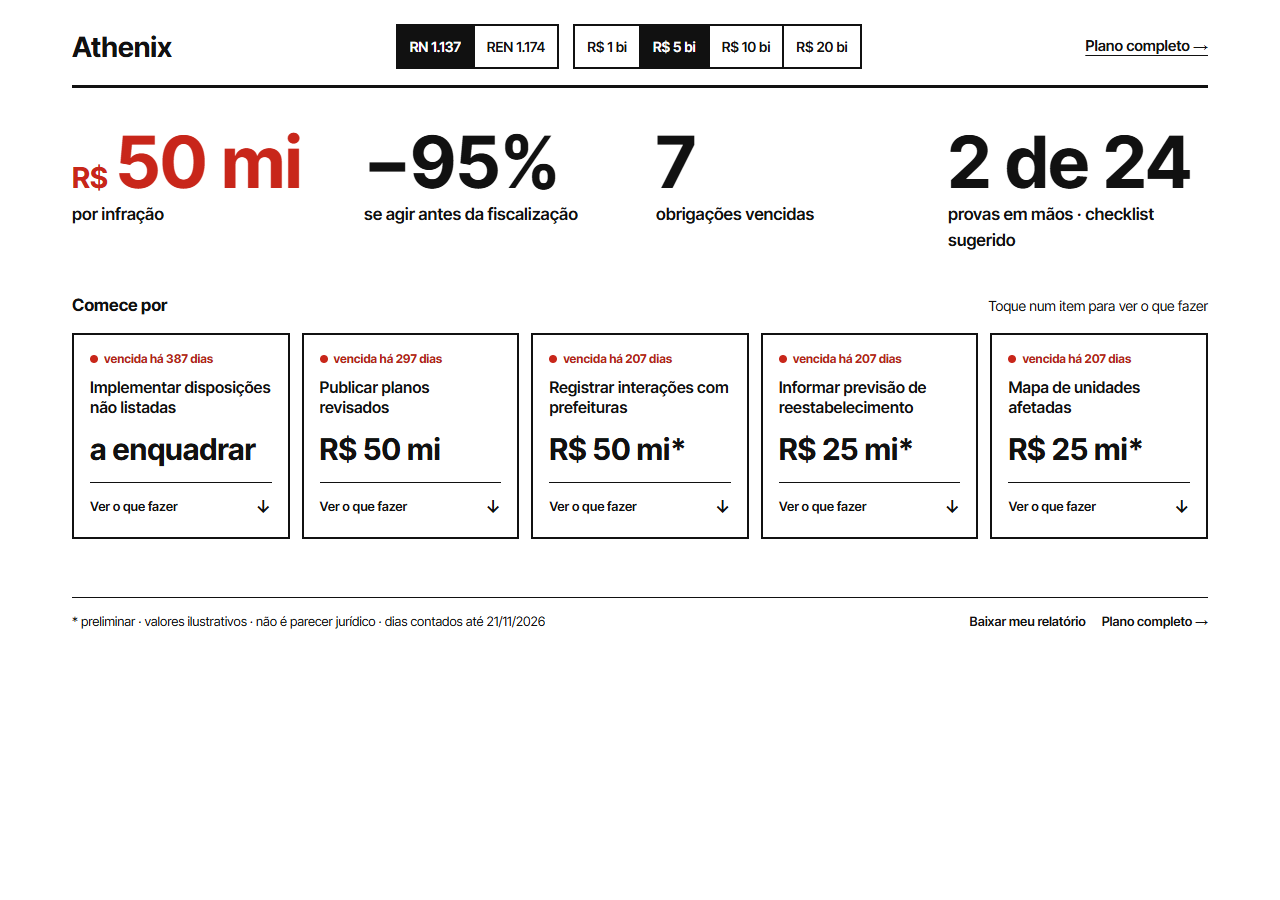 Athenix
RN 1.137 REN 1.174 R$ 1 bi R$ 5 bi R$ 10 bi R$ 20 bi
Plano completo →
R$ 50 mi
por infração
−95%
se agir antes da fiscalização
7
obrigações vencidas
2 de 24
provas em mãos · checklist
sugerido
Comece por
Toque num item para ver o que fazer
vencida há 387 dias
Implementar disposições
não listadas
a enquadrar
Ver o que fazer ↓
vencida há 297 dias
Publicar planos
revisados
R$ 50 mi
Ver o que fazer ↓
vencida há 207 dias
Registrar interações com
prefeituras
R$ 50 mi*
Ver o que fazer ↓
vencida há 207 dias
Informar previsão de
reestabelecimento
R$ 25 mi*
Ver o que fazer ↓
vencida há 207 dias
Mapa de unidades
afetadas
R$ 25 mi*
Ver o que fazer ↓
* preliminar · valores ilustrativos · não é parecer jurídico · dias contados até 21/11/2026
Baixar meu relatório Plano completo →